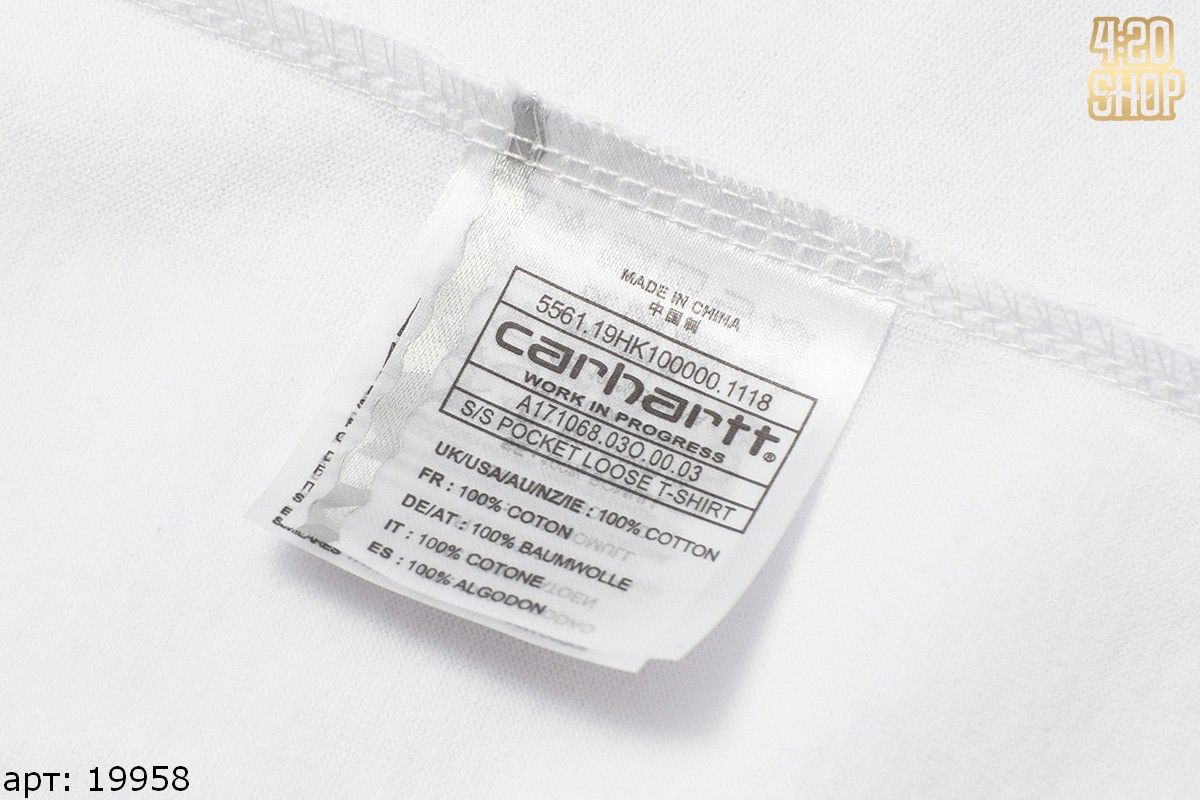 4:20
SHOP
MADE IN CHINA
中国制
5561.19HK100000.1118
carhartt®
WORK IN PROGRESS
A171068.03O.00.03
S/S POCKET LOOSE T-SHIRT
UK/USA/AU/NZ/IE : 100% COTTON
FR : 100% COTON
DE/AT : 100% BAUMWOLLE
IT : 100% COTONE
ES : 100% ALGODON
арт: 19958